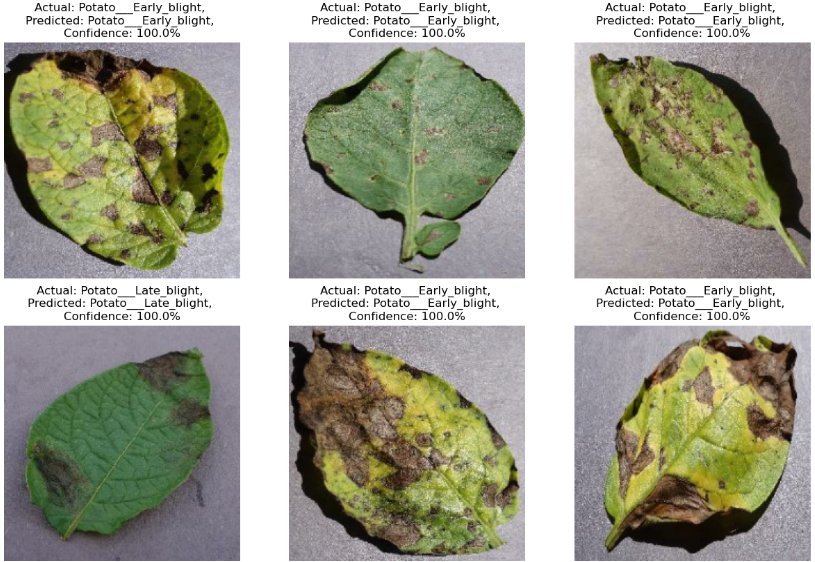 Actual: Potato___Early_blight,
Predicted: Potato___Early_blight,
Confidence: 100.0%
Actual: Potato___Early_blight,
Predicted: Potato___Early_blight,
Confidence: 100.0%
Actual: Potato___Early_blight,
Predicted: Potato___Early_blight,
Confidence: 100.0%
Actual: Potato___Late_blight,
Predicted: Potato___Late_blight,
Confidence: 100.0%
Actual: Potato___Early_blight,
Predicted: Potato___Early_blight,
Confidence: 100.0%
Actual: Potato___Early_blight,
Predicted: Potato___Early_blight,
Confidence: 100.0%